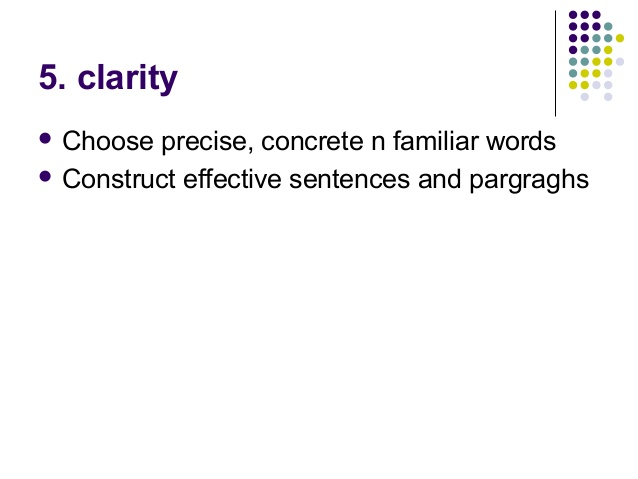 5. clarity
Choose precise, concrete n familiar words
Construct effective sentences and pargraghs